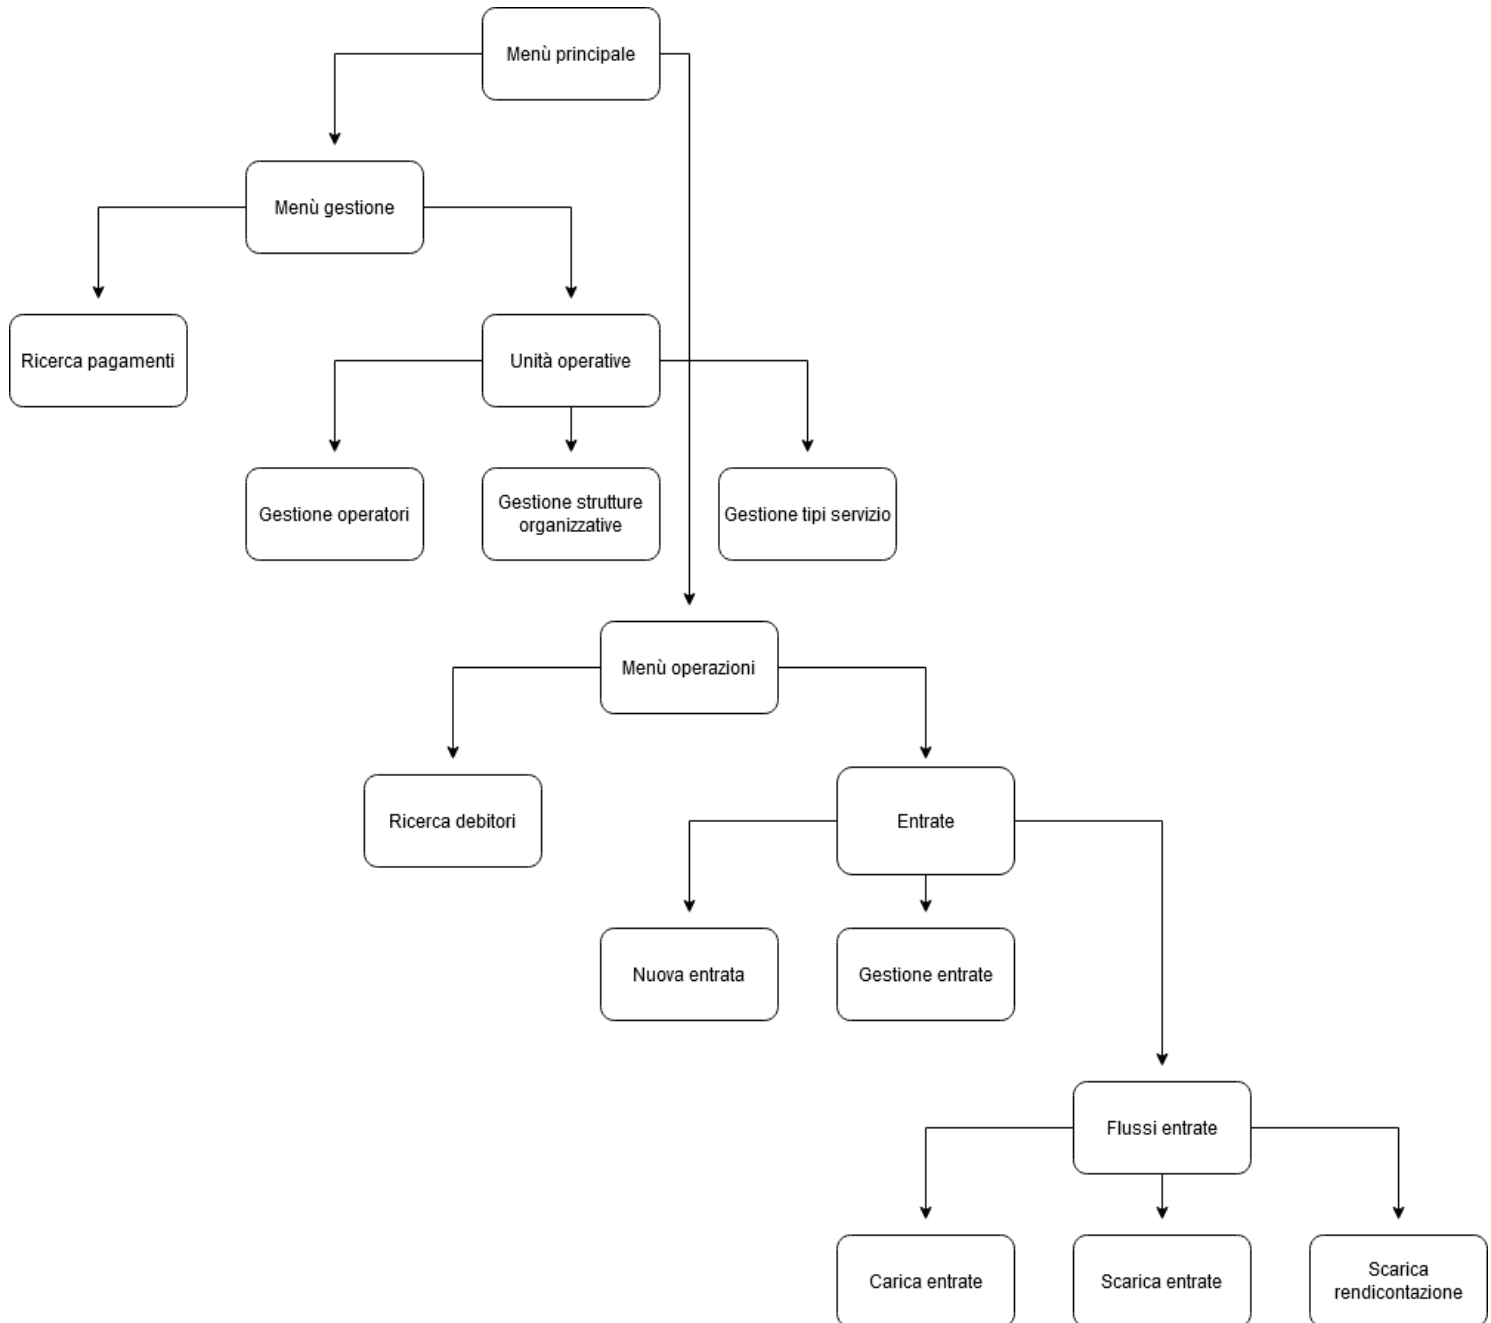 Menù principale
Menù gestione
Ricerca pagamenti
Unità operative
Gestione operatori
Gestione strutture
organizzative
Gestione tipi servizio
Menù operazioni
Ricerca debitori
Entrate
Nuova entrata
Gestione entrate
Flussi entrate
Carica entrate
Scarica entrate
Scarica
rendicontazione